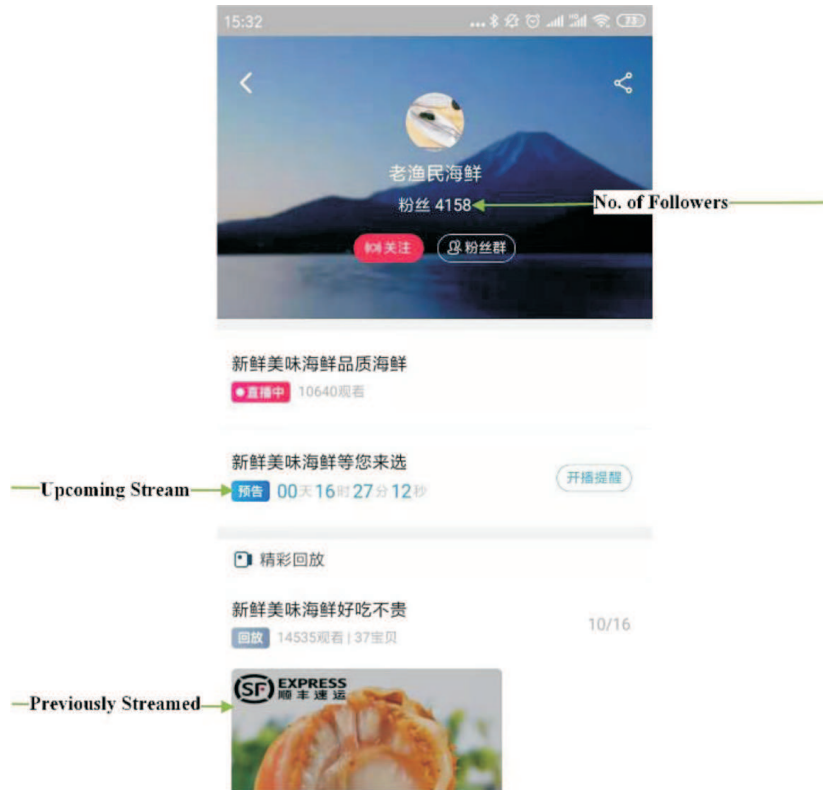 15:32
老渔民海鲜
粉丝 4158
No. of Followers
关注
粉丝群
新鲜美味海鲜品质海鲜
直播中 10640观看
新鲜美味海鲜等您来选
Upcoming Stream
预告 00天16时27分12秒
开播提醒
精彩回放
新鲜美味海鲜好吃不贵
回放 14535观看 | 37宝贝
10/16
Previously Streamed
SF EXPRESS
顺丰速运